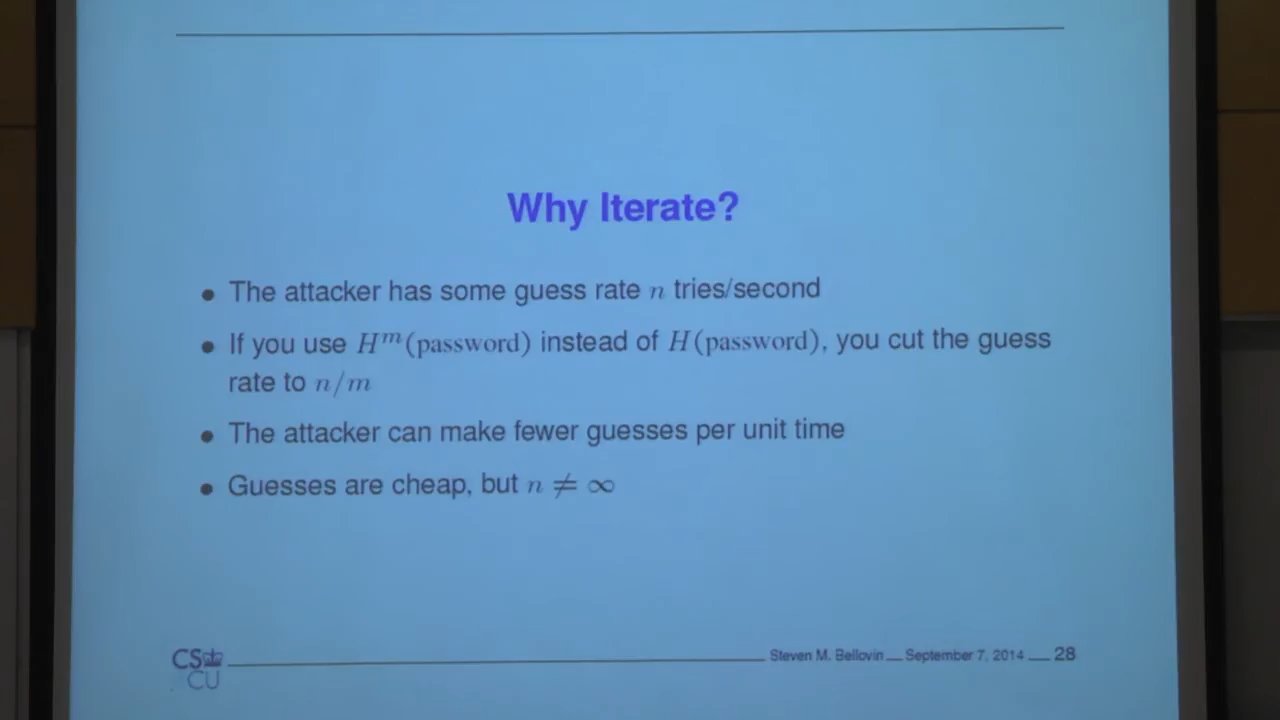 Why Iterate?
• The attacker has some guess rate n tries/second
• If you use Hᵐ(password) instead of H(password), you cut the guess
rate to n/m
• The attacker can make fewer guesses per unit time
• Guesses are cheap, but n ≠ ∞
CS
CU
Steven M. Bellovin — September 7, 2014 — 28